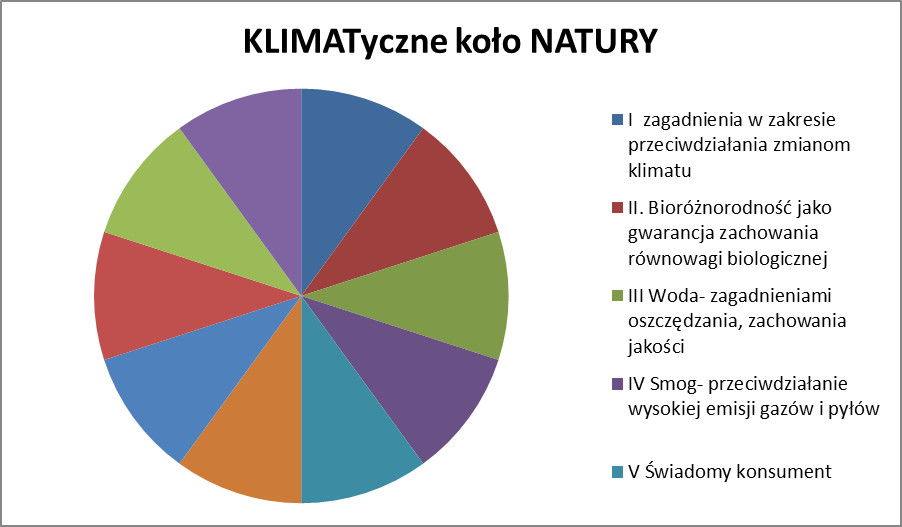 KLIMATyczne koło NATURY
I  zagadnienia w zakresie
przeciwdziałania zmianom
klimatu
II. Bioróżnorodność jako
gwarancja zachowania
równowagi biologicznej
III Woda- zagadnieniami
oszczędzania, zachowania
jakości
IV Smog- przeciwdziałanie
wysokiej emisji gazów i pyłów
V Świadomy konsument